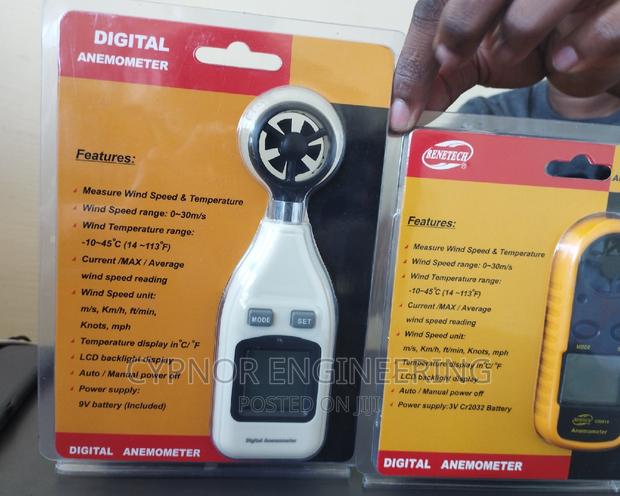 DIGITAL
ANEMOMETER
Features:
Measure Wind Speed & Temperature
Wind Speed range: 0~30m/s
Wind Temperature range:
-10~45°C (14 ~113°F)
Current /MAX / Average
wind speed reading
Wind Speed unit:
m/s, Km/h, ft/min,
Knots, mph
Temperature display in°C/°F
LCD backlight display
Auto / Manual power off
Power supply:
9V battery (Included)
DIGITAL ANEMOMETER
MODE
SET
Digital Anemometer
BENETECH
Features:
Measure Wind Speed & Temperature
Wind Speed range: 0~30m/s
Wind Temperature range:
-10~45°C (14 ~113°F)
Current /MAX / Average
wind speed reading
Wind Speed unit:
m/s, Km/h, ft/min, Knots, mph
Temperature display in°C/°F
LCD backlight display
Auto / Manual power off
Power supply:3V Cr2032 Battery
DIGITAL ANEMOMETER
MODE
BENETECH
Anemometer
CYPNOR ENGINEERING
POSTED ON JIJI